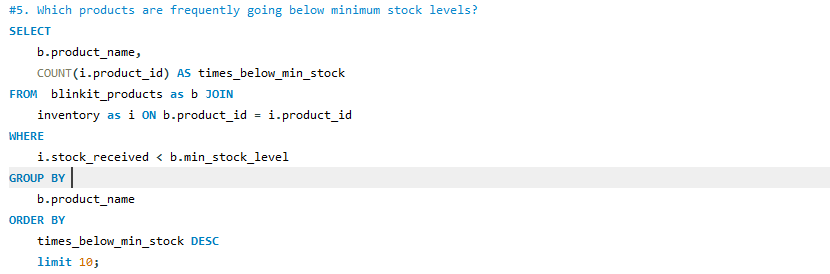 #5. Which products are frequently going below minimum stock levels?
SELECT
b.product_name,
COUNT(i.product_id) AS times_below_min_stock
FROM  blinkit_products as b JOIN
inventory as i ON b.product_id = i.product_id
WHERE
i.stock_received < b.min_stock_level
GROUP BY
b.product_name
ORDER BY
times_below_min_stock DESC
limit 10;